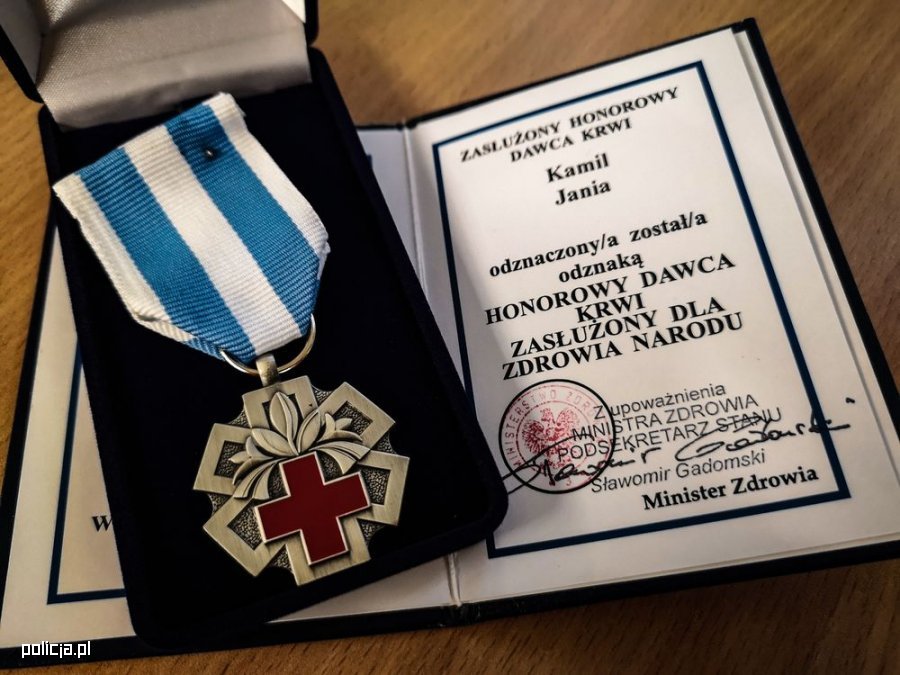 ZASŁUŻONY HONOROWY
DAWCA KRWI
Kamil
Jania
odznaczony/a został/a
odznaką
HONOROWY DAWCA
KRWI
ZASŁUŻONY DLA
ZDROWIA NARODU
Z upoważnienia
MINISTRA ZDROWIA
PODSEKRETARZ STANU
Sławomir Gadomski
Minister Zdrowia
MINISTERSTWO
W
policja.pl